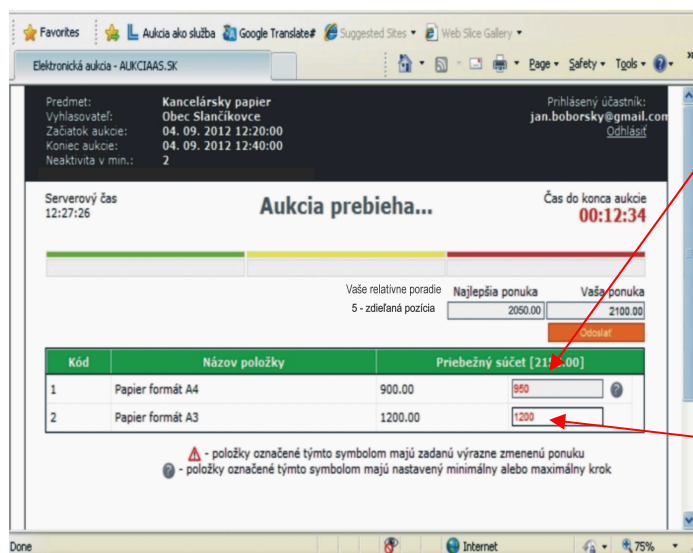 Favorites Aukcia ako služba Google Translate# Suggested Sites Web Slice Gallery
Elektronická aukcia - AUKCIAAS.SK Page Safety Tools »
Predmet: Kancelársky papier Prihlásený účastník:
Vyhlasovateľ: Obec Slančíkovce jan.boborsky@gmail.com
Začiatok aukcie: 04. 09. 2012 12:20:00 Odhlásiť
Koniec aukcie: 04. 09. 2012 12:40:00
Neaktivita v min.: 2
Serverový čas Aukcia prebieha... Čas do konca aukcie
12:27:26 00:12:34
Vaše relatívne poradie Najlepšia ponuka Vaša ponuka
5 - zdieľaná pozícia 2050.00 2100.00
Odoslať
Kód Názov položky Priebežný súčet
1 Papier formát A4 900.00 950 ?
2 Papier formát A3 1200.00 1200
- položky označené týmto symbolom majú zadanú výrazne zmenenú ponuku
? - položky označené týmto symbolom majú nastavený minimálny alebo maximálny krok
Done Internet 75%